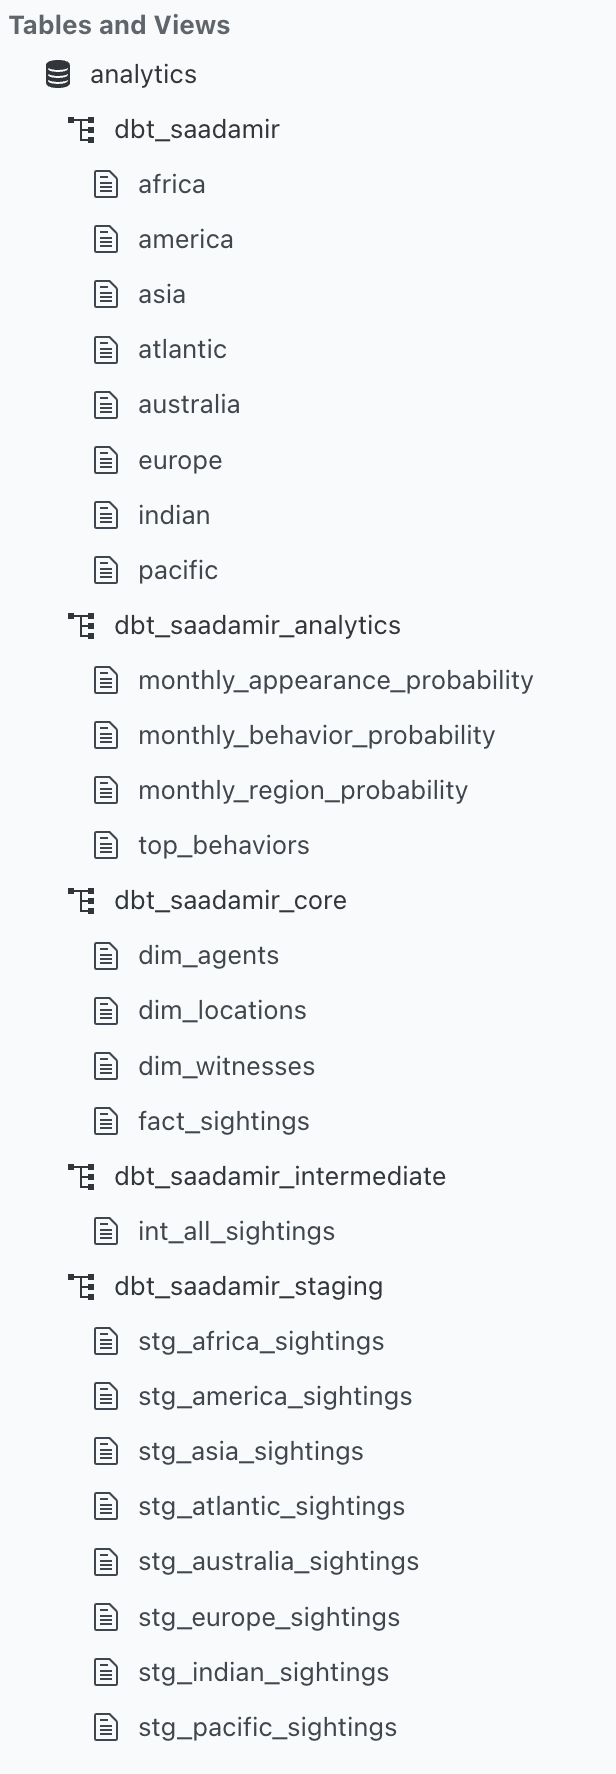 Tables and Views
analytics
dbt_saadamir
africa
america
asia
atlantic
australia
europe
indian
pacific
dbt_saadamir_analytics
monthly_appearance_probability
monthly_behavior_probability
monthly_region_probability
top_behaviors
dbt_saadamir_core
dim_agents
dim_locations
dim_witnesses
fact_sightings
dbt_saadamir_intermediate
int_all_sightings
dbt_saadamir_staging
stg_africa_sightings
stg_america_sightings
stg_asia_sightings
stg_atlantic_sightings
stg_australia_sightings
stg_europe_sightings
stg_indian_sightings
stg_pacific_sightings